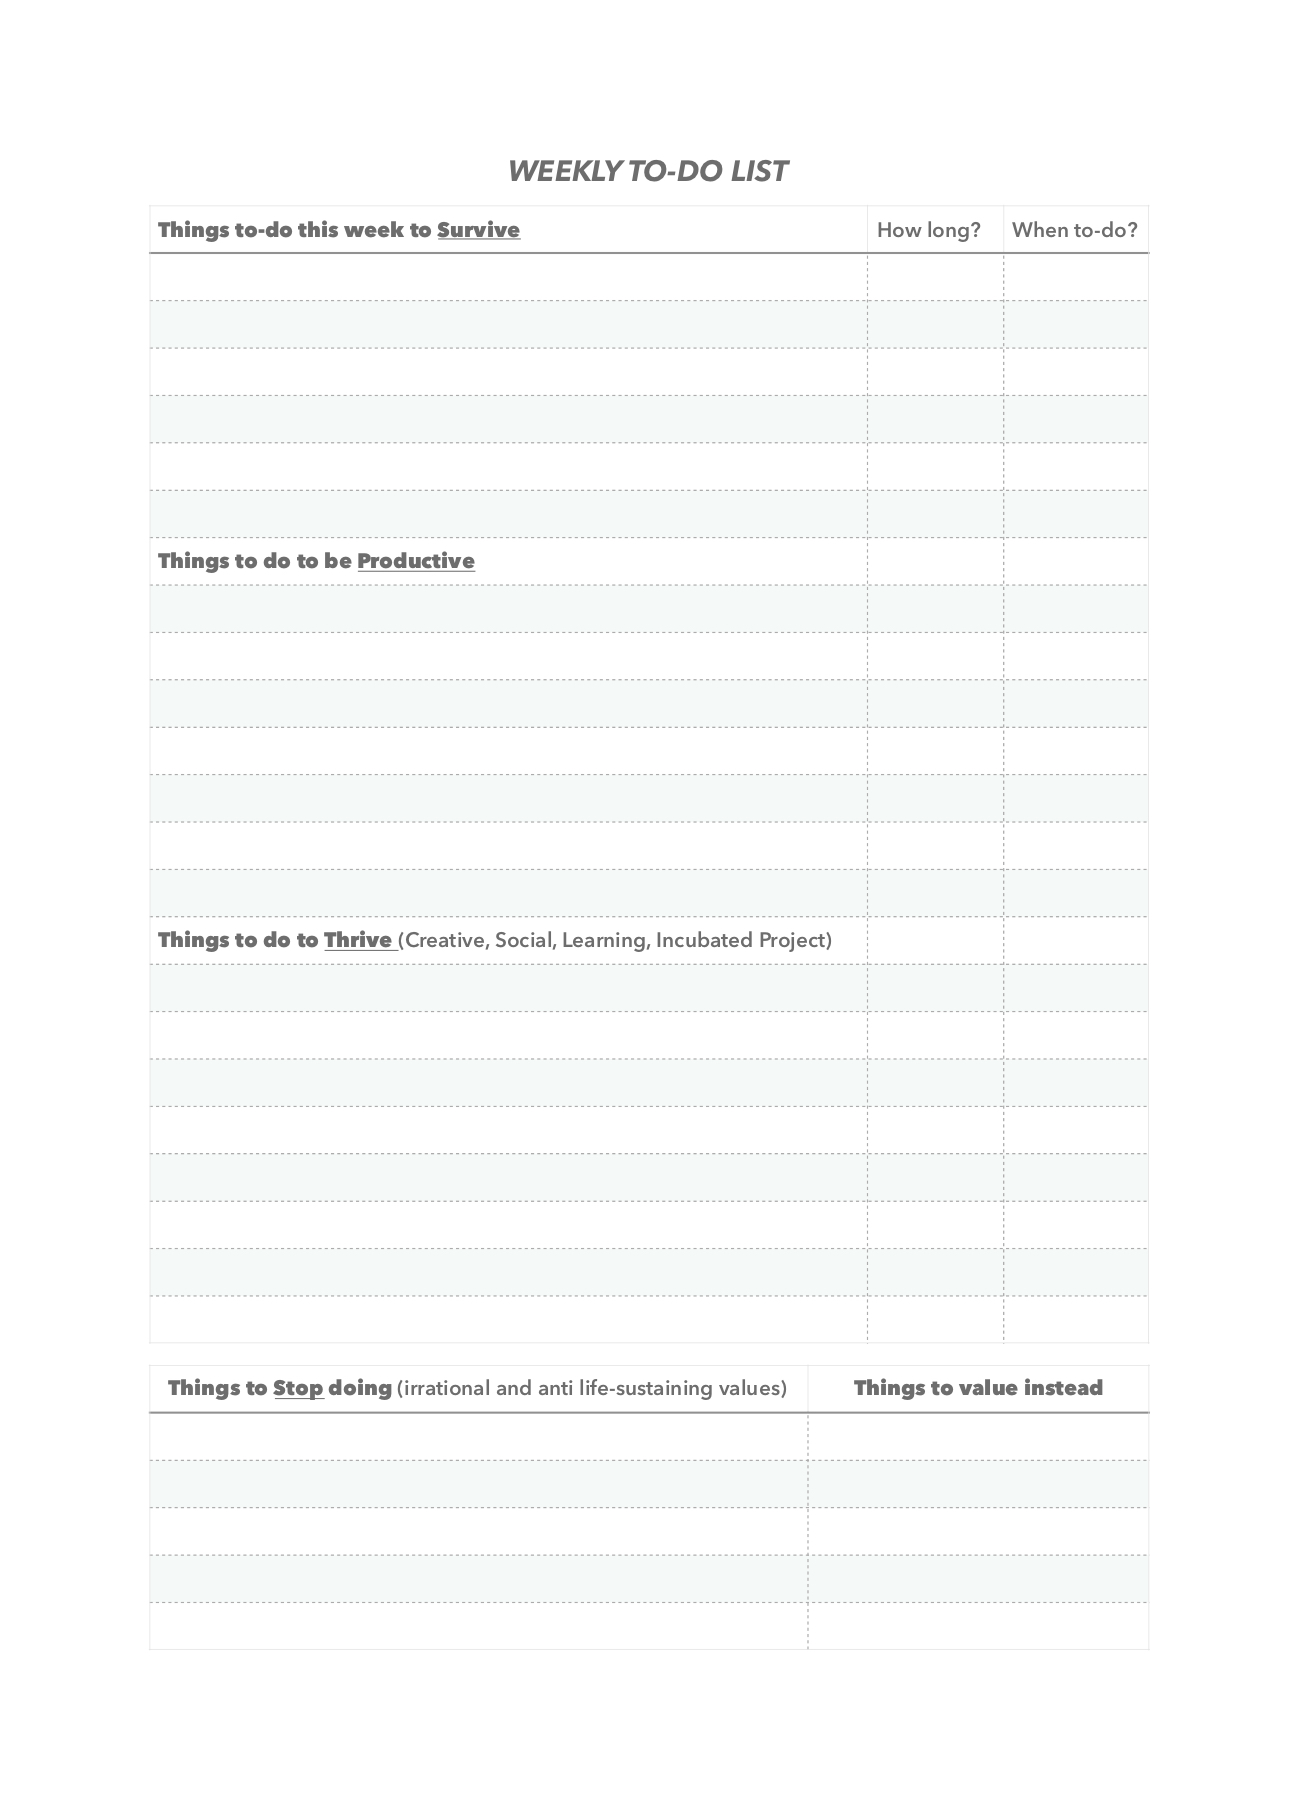 WEEKLY TO-DO LIST
Things to-do this week to Survive How long? When to-do?
Things to do to be Productive
Things to do to Thrive (Creative, Social, Learning, Incubated Project)
Things to Stop doing (irrational and anti life-sustaining values) Things to value instead